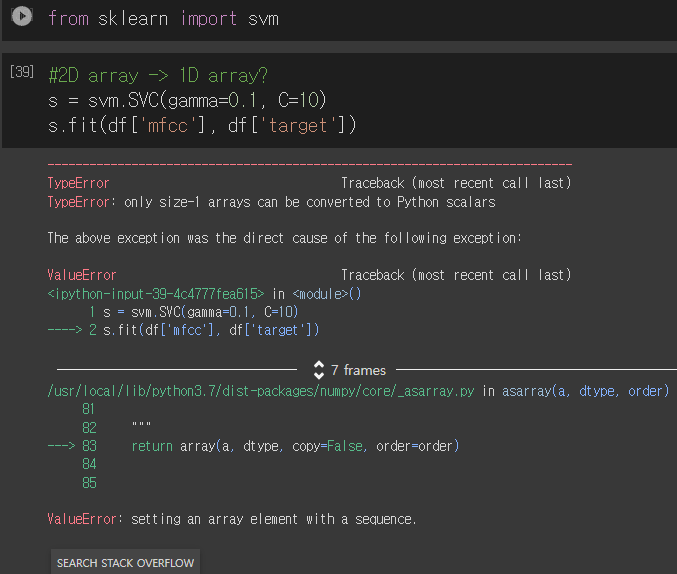 from sklearn import svm
[39]
#2D array -> 1D array?
s = svm.SVC(gamma=0.1, C=10)
s.fit(df['mfcc'], df['target'])
---------------------------------------------------------------------------
TypeError                                 Traceback (most recent call last)
TypeError: only size-1 arrays can be converted to Python scalars
The above exception was the direct cause of the following exception:
ValueError                                Traceback (most recent call last)
<ipython-input-39-4c4777fea615> in <module>()
      1 s = svm.SVC(gamma=0.1, C=10)
----> 2 s.fit(df['mfcc'], df['target'])
7 frames
/usr/local/lib/python3.7/dist-packages/numpy/core/_asarray.py in asarray(a, dtype, order)
     81
     82     """
---> 83     return array(a, dtype, copy=False, order=order)
     84
     85
ValueError: setting an array element with a sequence.
SEARCH STACK OVERFLOW